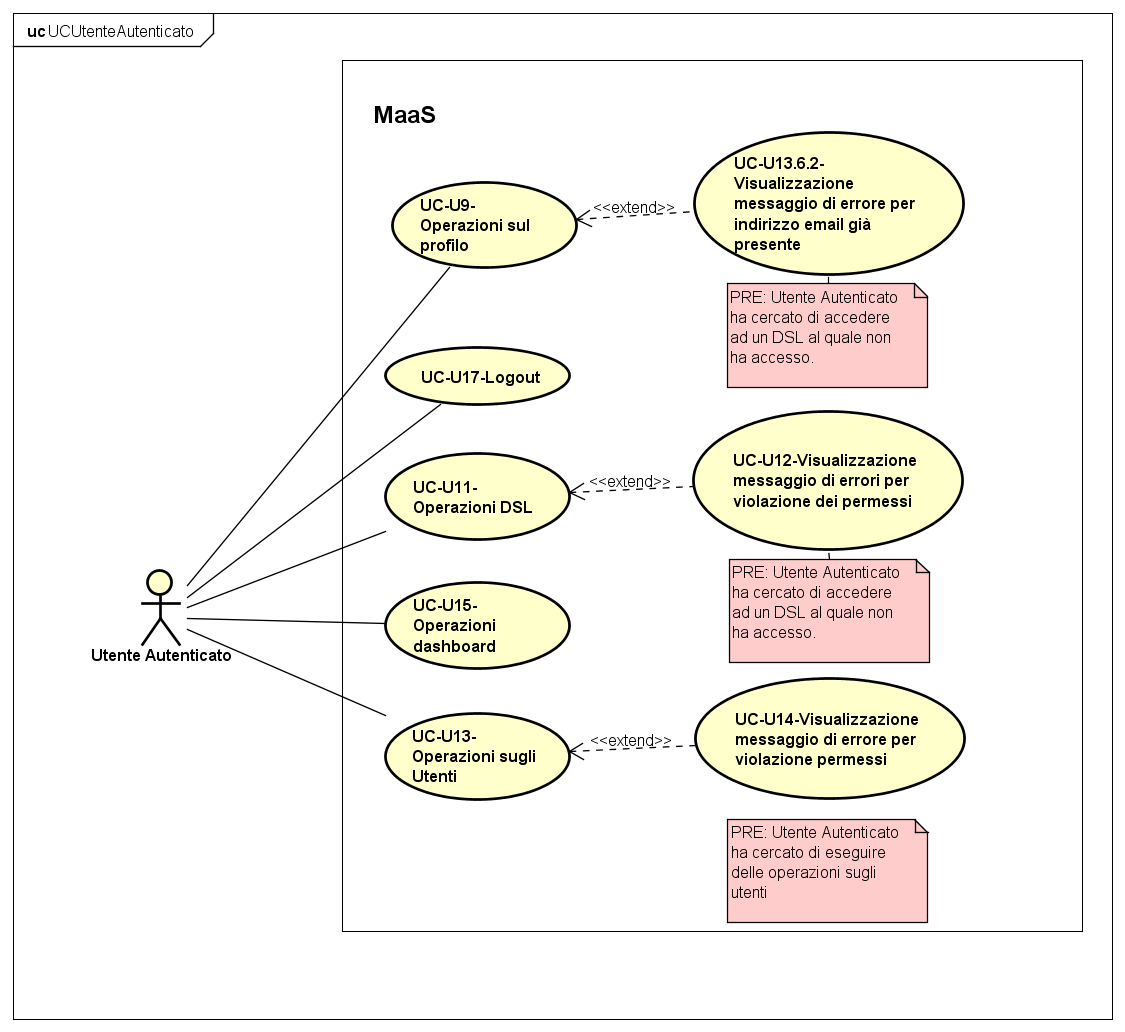 uc UCUtenteAutenticato
MaaS
UC-U9-
Operazioni sul
profilo
<<extend>>
UC-U13.6.2-
Visualizzazione
messaggio di errore per
indirizzo email già
presente
PRE: Utente Autenticato
ha cercato di accedere
ad un DSL al quale non
ha accesso.
UC-U17-Logout
UC-U11-
Operazioni DSL
<<extend>>
UC-U12-Visualizzazione
messaggio di errori per
violazione dei permessi
PRE: Utente Autenticato
ha cercato di accedere
ad un DSL al quale non
ha accesso.
UC-U15-
Operazioni
dashboard
Utente Autenticato
UC-U13-
Operazioni sugli
Utenti
<<extend>>
UC-U14-Visualizzazione
messaggio di errore per
violazione permessi
PRE: Utente Autenticato
ha cercato di eseguire
delle operazioni sugli
utenti